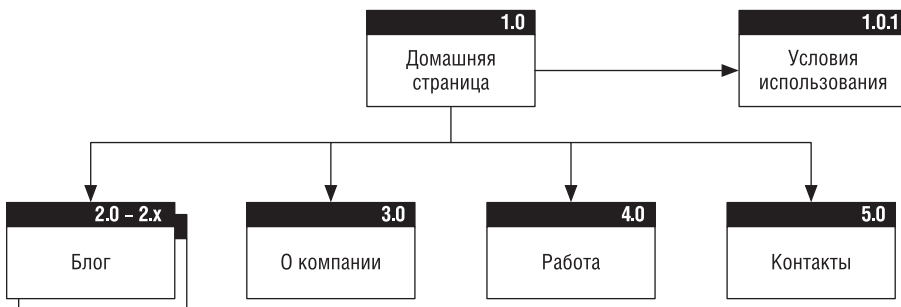 1.0
Домашняя
страница
1.0.1
Условия
использования
2.0 – 2.x
Блог
3.0
О компании
4.0
Работа
5.0
Контакты